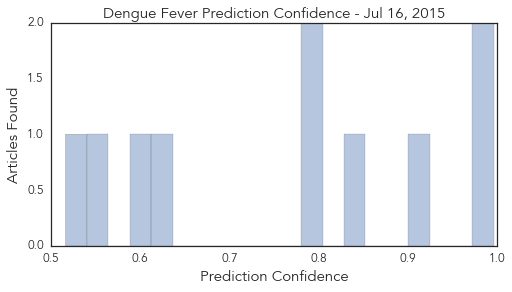 Dengue Fever Prediction Confidence - Jul 16, 2015
2.0
1.5
1.0
0.5
0.0
Articles Found
0.5 0.6 0.7 0.8 0.9 1.0
Prediction Confidence